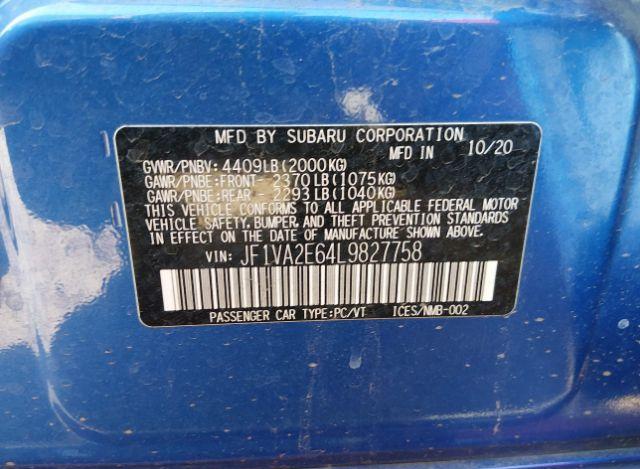 MFD BY SUBARU CORPORATION
MFD IN 10/20
GVWR/PNBV: 4409LB(2000KG)
GAWR/PNBE:FRONT- 2370LB(1075KG)
GAWR/PNBE:REAR - 2293LB(1040KG)
THIS VEHICLE CONFORMS TO ALL APPLICABLE FEDERAL MOTOR
VEHICLE SAFETY, BUMPER, AND THEFT PREVENTION STANDARDS
IN EFFECT ON THE DATE OF MANUFACTURE SHOWN ABOVE.
VIN: JF1VA2E64L9827758
PASSENGER CAR TYPE:PC/VT ICES/NMB-002